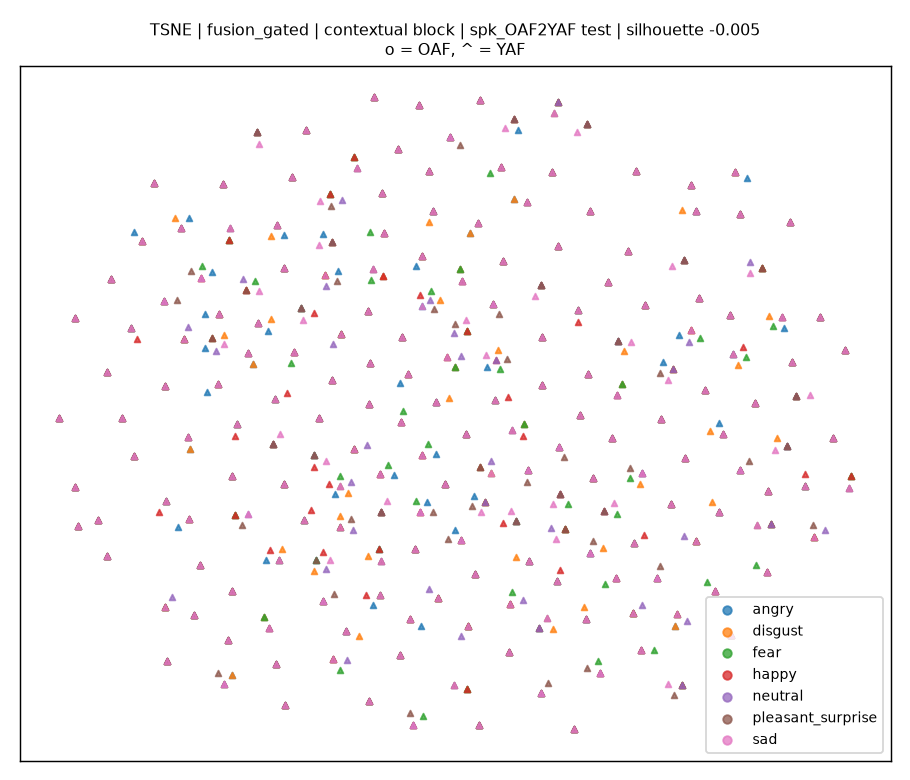 TSNE | fusion_gated | contextual block | spk_OAF2YAF test | silhouette -0.005
o = OAF, ^ = YAF
angry
disgust
fear
happy
neutral
pleasant_surprise
sad